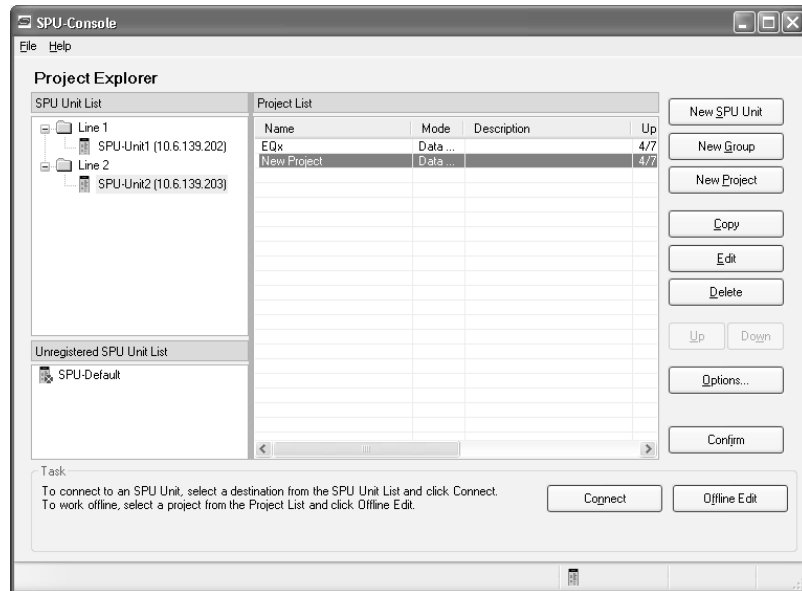 SPU-Console
File Help
Project Explorer
SPU Unit List
Project List
Line 1
SPU-Unit1 (10.6.139.202)
Line 2
SPU-Unit2 (10.6.139.203)
Name Mode Description Up
EQx Data ... 4/7
New Project Data ... 4/7
New SPU Unit
New Group
New Project
Copy
Edit
Delete
Up Down
Options...
Confirm
Unregistered SPU Unit List
SPU-Default
Task
To connect to an SPU Unit, select a destination from the SPU Unit List and click Connect.
To work offline, select a project from the Project List and click Offline Edit.
Connect
Offline Edit